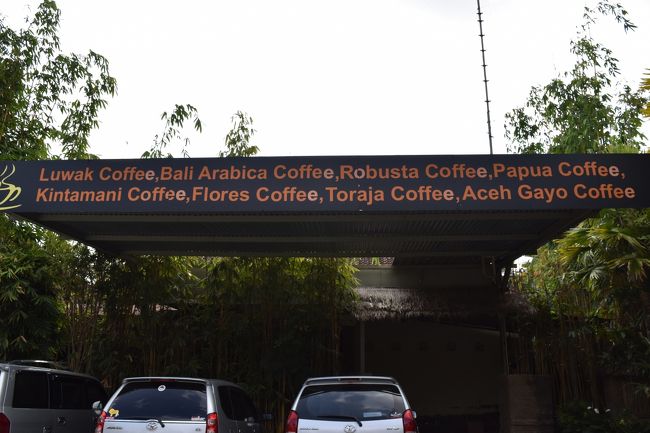 Luwak Coffee,Bali Arabica Coffee,Robusta Coffee,Papua Coffee,
Kintamani Coffee,Flores Coffee,Toraja Coffee,Aceh Gayo Coffee